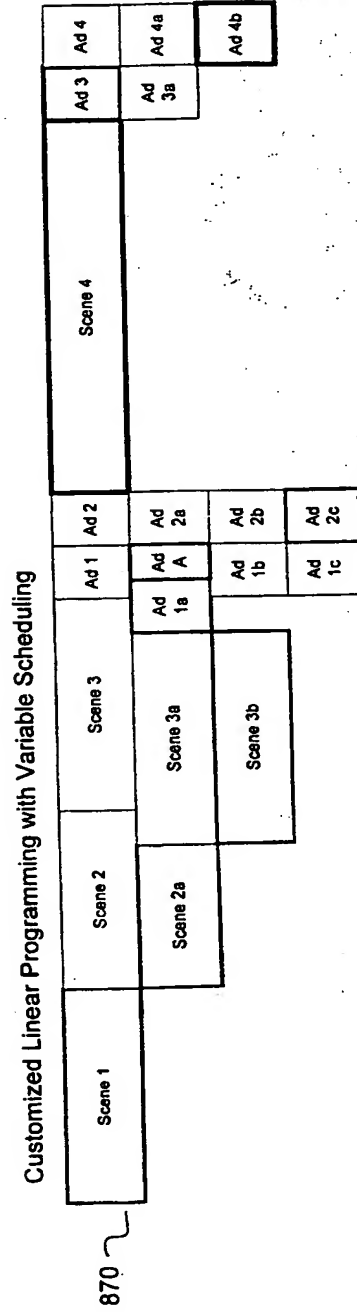 Customized Linear Programming with Variable Scheduling
870
Scene 1
Scene 2
Scene 3
Ad 1
Ad 2
Scene 4
Ad 3
Ad 4
Scene 2a
Scene 3a
Ad
1a
Ad
A
Ad
2a
Ad
3a
Ad 4a
Scene 3b
Ad
1b
Ad
2b
Ad 4b
Ad
1c
Ad
2c